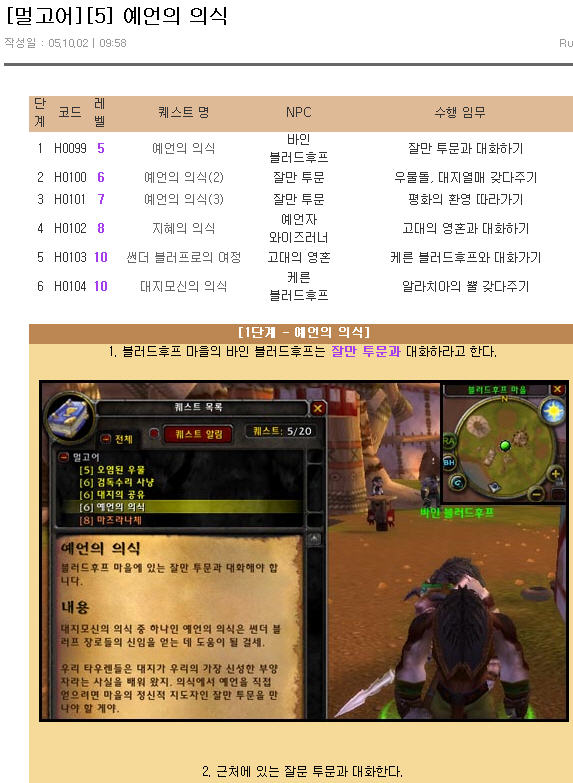 [멀고어][5] 예언의 의식
작성일 : 05,10,02 | 09:58
Ru
단계 코드 레벨 퀘스트 명 NPC 수행 임무
1 H0099 5 예언의 의식 바인 블러드후프 잘만 투문과 대화하기
2 H0100 6 예언의 의식(2) 잘만 투문 우물돌, 대지열매 갖다주기
3 H0101 7 예언의 의식(3) 잘만 투문 평화의 환영 따라가기
4 H0102 8 지혜의 의식 예언자 와이즈러너 고대의 영혼과 대화하기
5 H0103 10 썬더 블러프로의 여정 고대의 영혼 케른 블러드후프와 대화가기
6 H0104 10 대지모신의 의식 케른 블러드후프 알라치아의 뿔 갖다주기
[1단계 - 예언의 의식]
1. 블러드후프 마을의 바인 블러드후프는 잘만 투문과 대화하라고 한다.
퀘스트 목록
전체 퀘스트 알림 퀘스트: 5/20
멀고어
[5] 오염된 우물
[6] 검독수리 사냥
[6] 대지의 공유
[6] 예언의 의식
[8] 마즈라나체
예언의 의식
블러드후프 마을에 있는 잘만 투문과 대화해야 합
니다.
내용
대지모신의 의식 중 하나인 예언의 의식은 썬더 블
러프 장로들의 신임을 얻는 데 도움이 될 걸세.
우리 타우렌들은 대지가 우리의 가장 신성한 부양
자라는 사실을 배워 왔지. 의식에서 예언을 직접
얻으려면 마을의 정신적 지도자인 잘만 투문을 만
나야 할 게야.
블러드후프 마을
N
RA
BH
바인 블러드후프
2. 근처에 있는 잘문 투문과 대화한다.